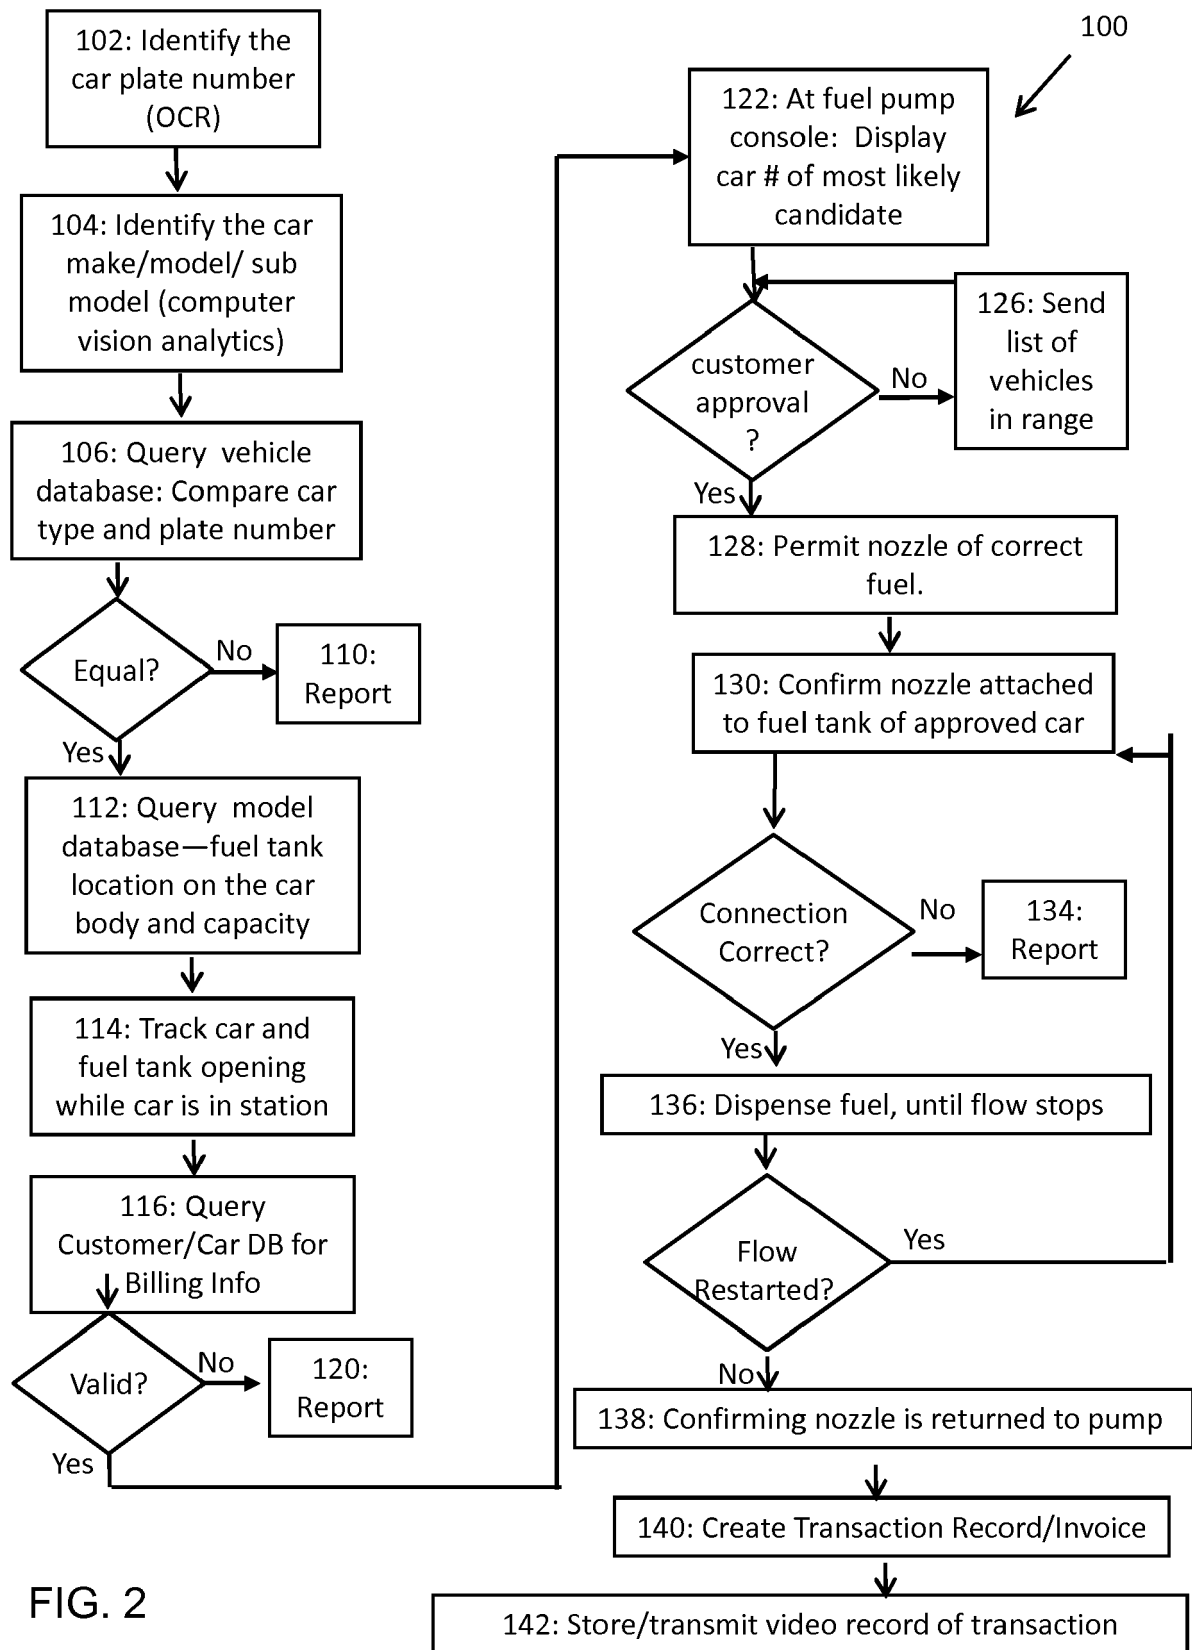 102: Identify the
car plate number
(OCR)
104: Identify the car
make/model/ sub
model (computer
vision analytics)
106: Query vehicle
database: Compare car
type and plate number
Equal?
No
110:
Report
Yes
112: Query model
database—fuel tank
location on the car
body and capacity
114: Track car and
fuel tank opening
while car is in station
116: Query
Customer/Car DB for
Billing Info
Valid?
No
120:
Report
Yes
100
122: At fuel pump
console: Display
car # of most likely
candidate
customer
approval
?
No
126: Send
list of
vehicles
in range
Yes
128: Permit nozzle of correct
fuel.
130: Confirm nozzle attached
to fuel tank of approved car
Connection
Correct?
No
134:
Report
Yes
136: Dispense fuel, until flow stops
Flow
Restarted?
Yes
No
138: Confirming nozzle is returned to pump
140: Create Transaction Record/Invoice
142: Store/transmit video record of transaction
FIG. 2